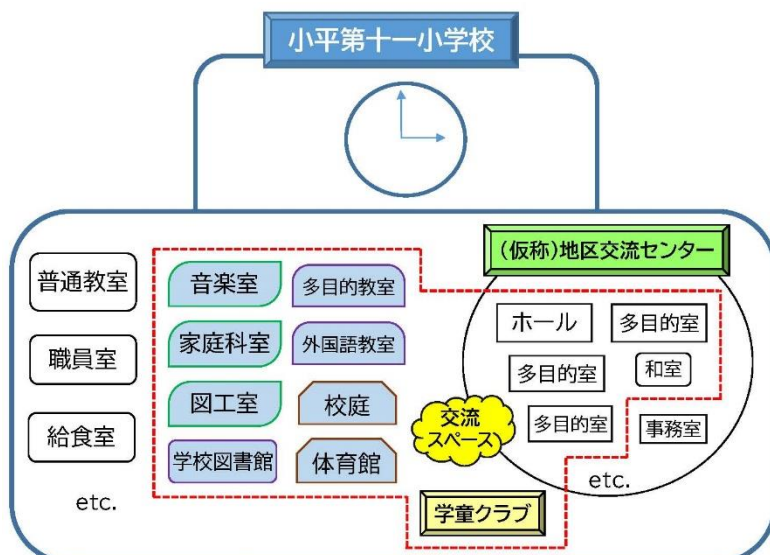 小平第十一小学校
(仮称)地区交流センター
普通教室
職員室
給食室
etc.
音楽室
多目的教室
家庭科室
外国語教室
図工室
校庭
学校図書館
体育館
ホール
多目的室
多目的室
和室
多目的室
事務室
etc.
交流
スペース
学童クラブ